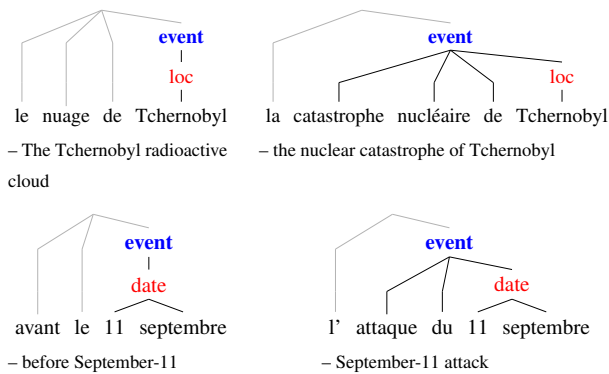 event
event
loc
loc
le nuage de Tchernobyl
la catastrophe nucléaire de Tchernobyl
– The Tchernobyl radioactive
cloud
– the nuclear catastrophe of Tchernobyl
event
event
date
date
avant le 11 septembre
l' attaque du 11 septembre
– before September-11
– September-11 attack